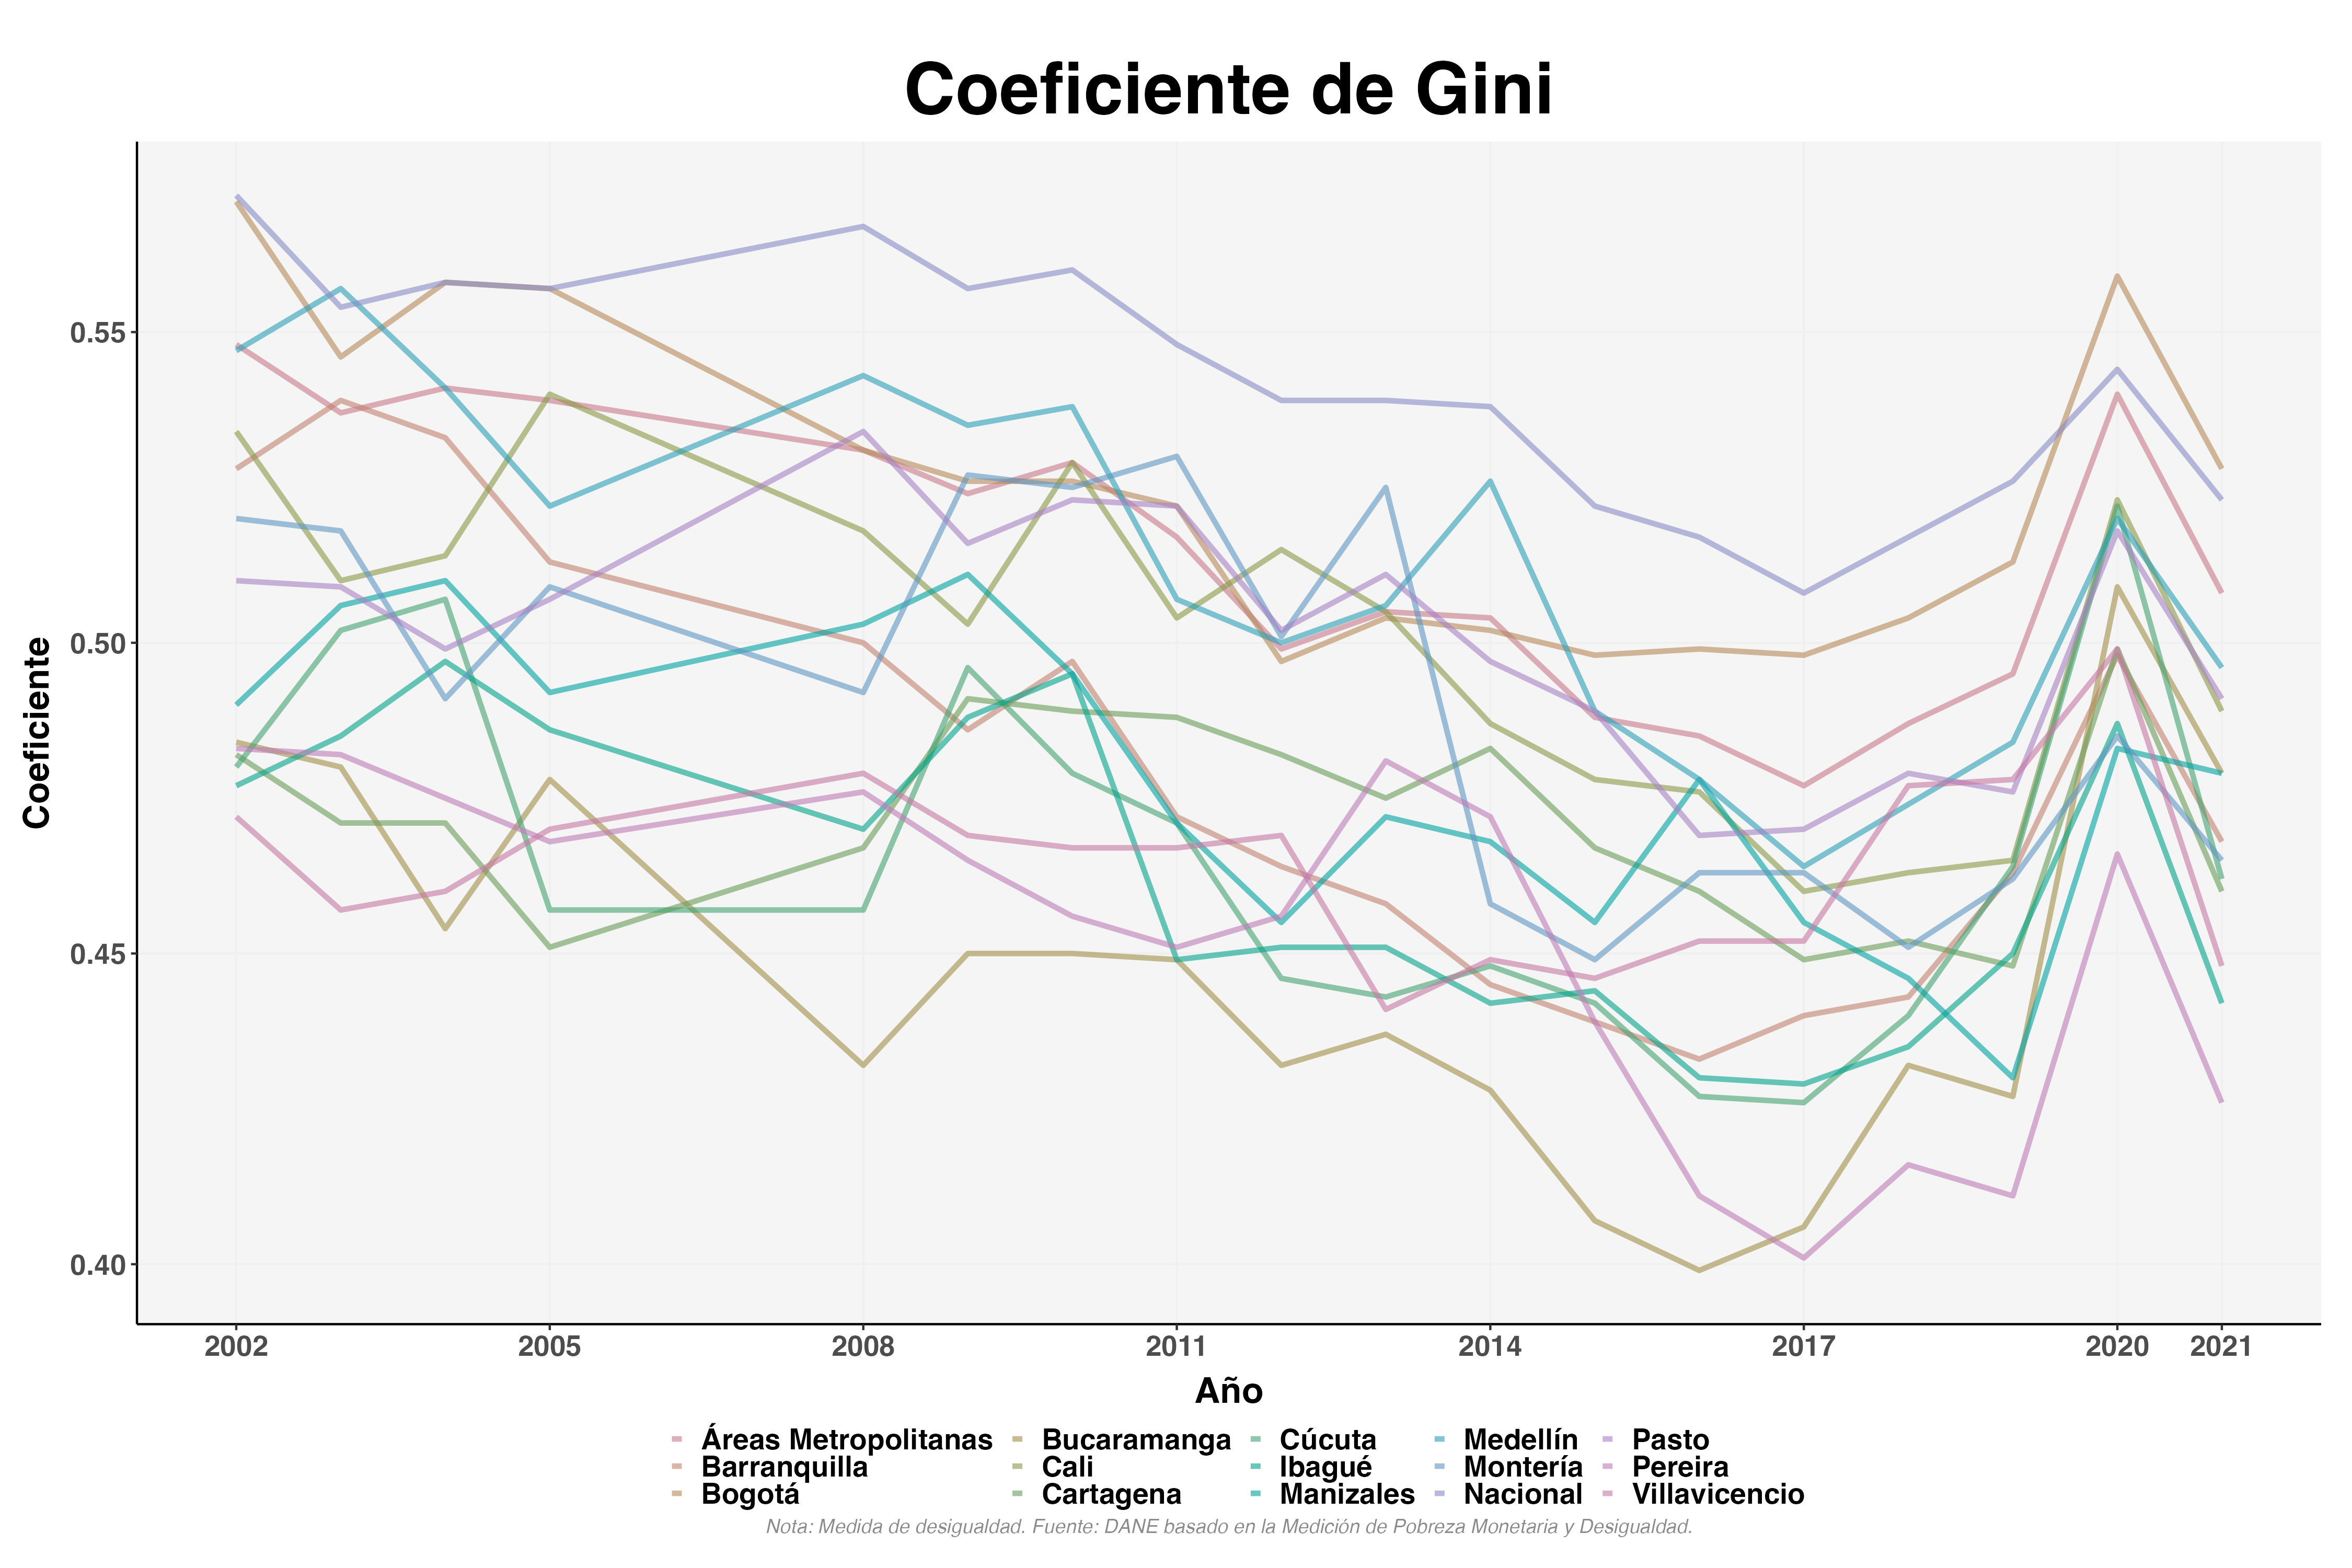 Coeficiente de Gini
Coeficiente
0.55
0.50
0.45
0.40
2002 2005 2008 2011 2014 2017 2020 2021
Año
Áreas Metropolitanas Bucaramanga Cúcuta Medellín Pasto
Barranquilla Cali Ibagué Montería Pereira
Bogotá Cartagena Manizales Nacional Villavicencio
Nota: Medida de desigualdad. Fuente: DANE basado en la Medición de Pobreza Monetaria y Desigualdad.